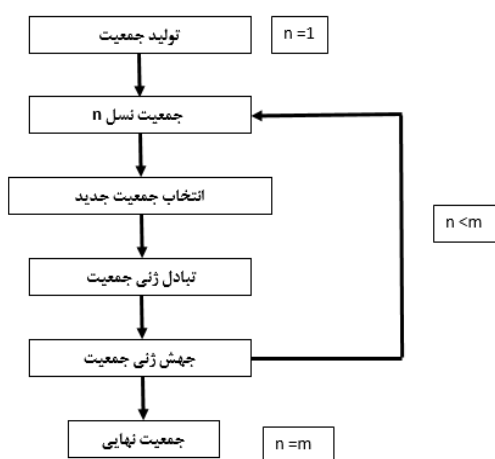 تولید جمعیت
n =1
جمعیت نسل n
انتخاب جمعیت جدید
n <m
تبادل ژنی جمعیت
جهش ژنی جمعیت
جمعیت نهایی
n =m